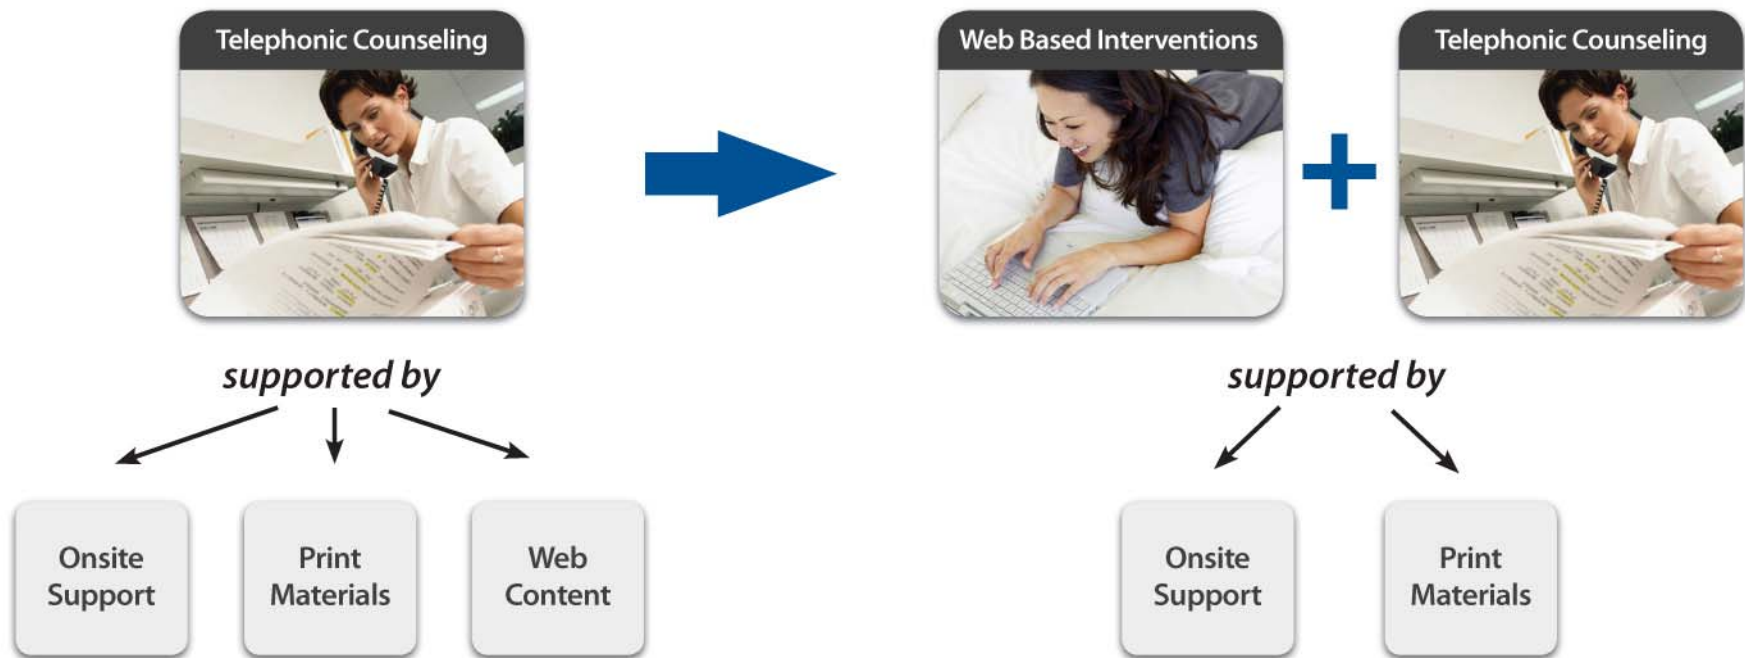 Telephonic Counseling
Web Based Interventions
+
Telephonic Counseling
supported by
supported by
Onsite
Support
Print
Materials
Web
Content
Onsite
Support
Print
Materials